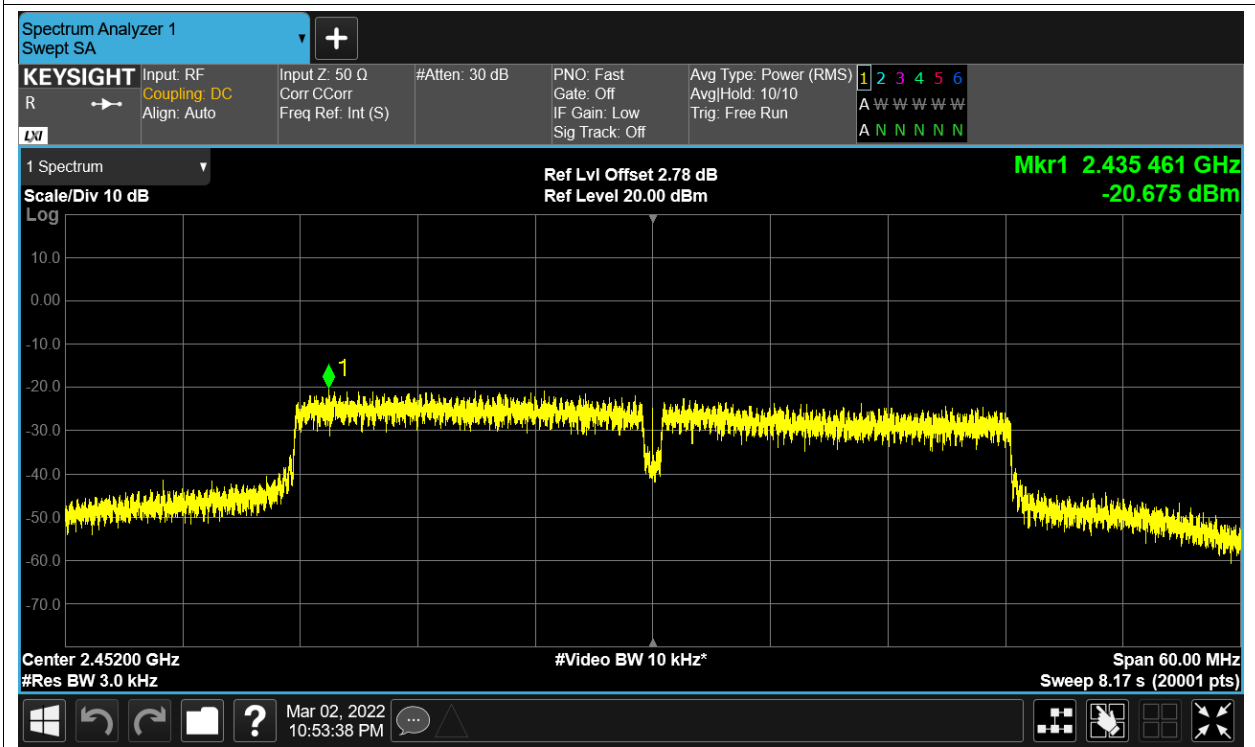 Spectrum Analyzer 1
Swept SA
KEYSIGHT
R
LXI
Input: RF
Coupling: DC
Align: Auto
Input Z: 50 Ω
Corr CCorr
Freq Ref: Int (S)
#Atten: 30 dB
PNO: Fast
Gate: Off
IF Gain: Low
Sig Track: Off
Avg Type: Power (RMS)
Avg|Hold: 10/10
Trig: Free Run
1 2 3 4 5 6
A W W W W W
A N N N N N
1 Spectrum
Scale/Div 10 dB
Ref Lvl Offset 2.78 dB
Ref Level 20.00 dBm
Mkr1 2.435 461 GHz
-20.675 dBm
Log
10.0
0.00
-10.0
1
-20.0
-30.0
-40.0
-50.0
-60.0
-70.0
Center 2.45200 GHz
#Res BW 3.0 kHz
#Video BW 10 kHz*
Span 60.00 MHz
Sweep 8.17 s (20001 pts)
?
Mar 02, 2022
10:53:38 PM